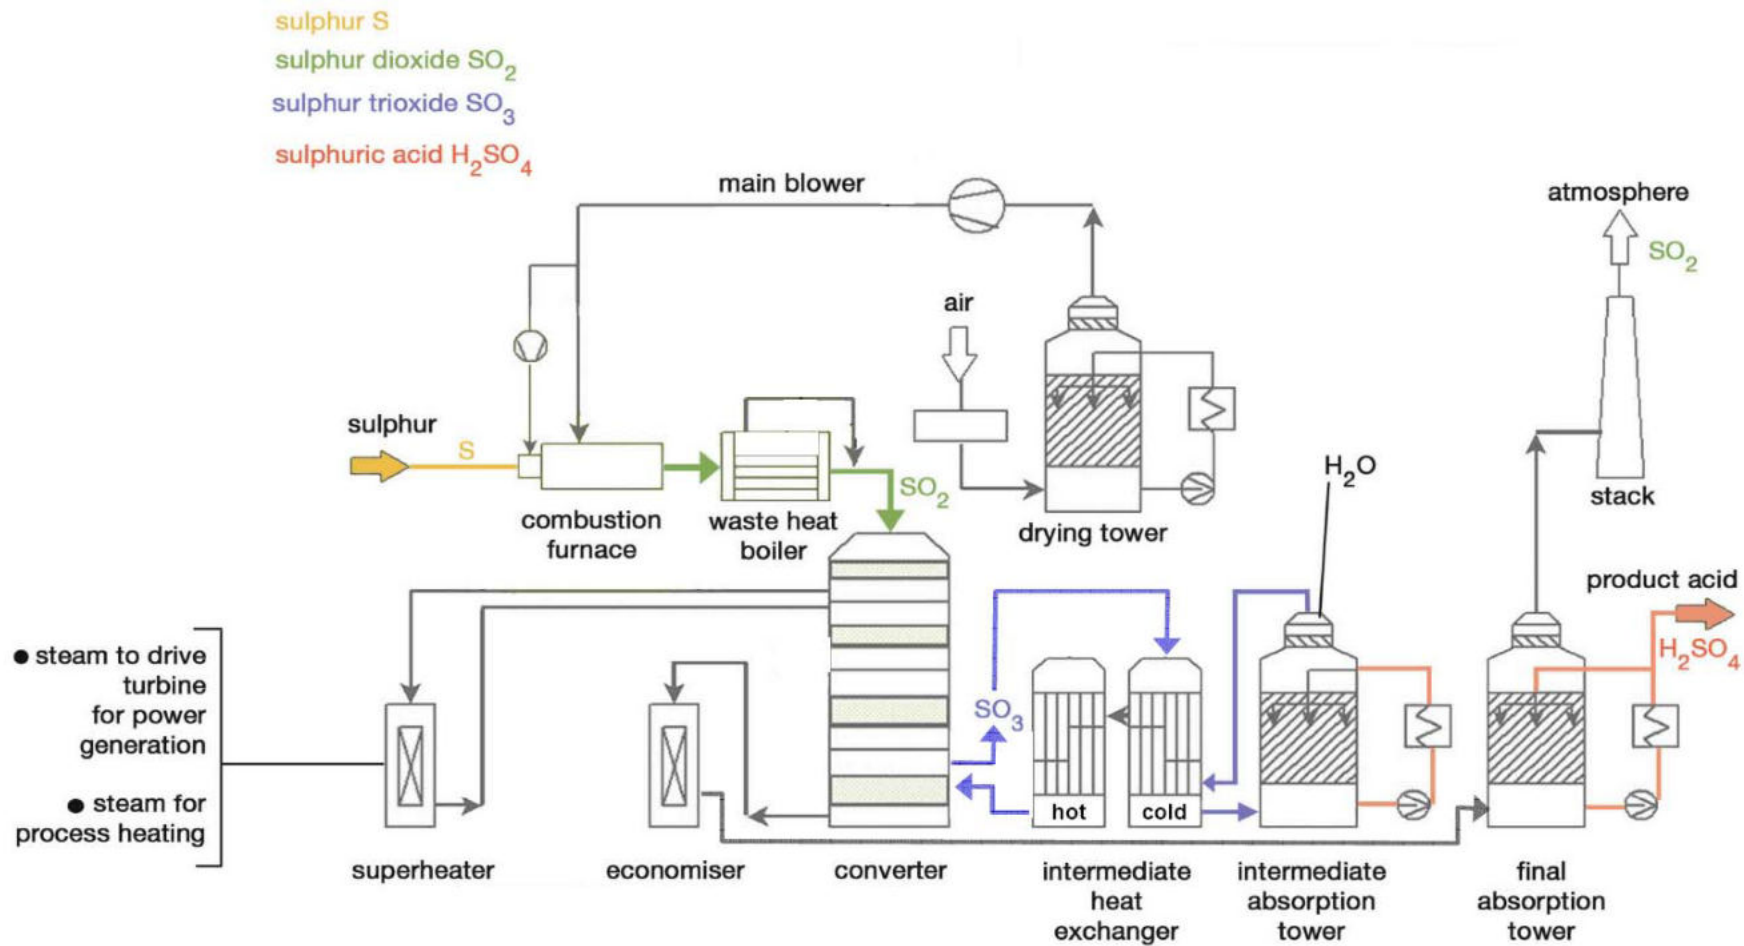 sulphur S
sulphur dioxide SO2
sulphur trioxide SO3
sulphuric acid H2SO4
main blower
atmosphere
SO2
air
sulphur
S
SO2
H2O
combustion
furnace
waste heat
boiler
drying tower
stack
product acid
H2SO4
● steam to drive
turbine
for power
generation
● steam for
process heating
SO3
hot
cold
superheater
economiser
converter
intermediate
heat
exchanger
intermediate
absorption
tower
final
absorption
tower